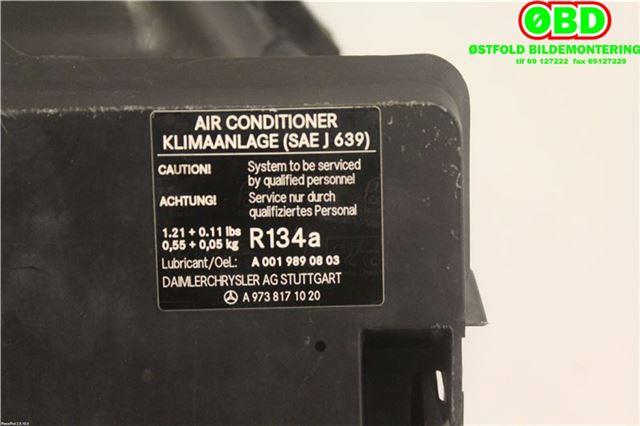 ØBD
ØSTFOLD BILDEMONTERING
tlf 69 127222 fax 69127229
AIR CONDITIONER
KLIMAANLAGE (SAE J 639)
CAUTION! System to be serviced
by qualified personnel
ACHTUNG! Service nur durch
qualifiziertes Personal
1.21 + 0.11 lbs
0,55 + 0,05 kg R134a
Lubricant/Oel.: A 001 989 08 03
DAIMLERCHRYSLER AG STUTTGART
A 973 817 10 20